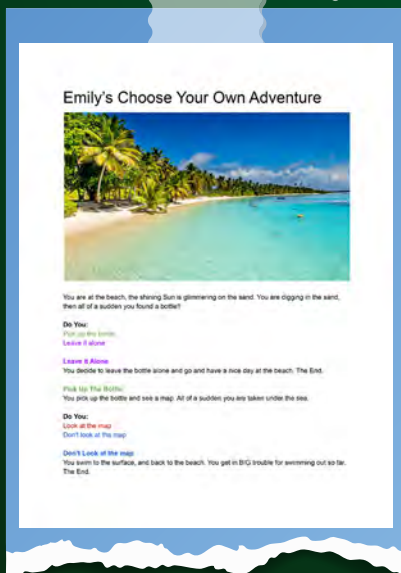 Emily's Choose Your Own Adventure
You are at the beach, the shining Sun is glimmering on the sand. You are digging in the sand,
then all of a sudden you found a bottle!!
Do You:
Pick up the bottle
Leave it alone
Leave it Alone
You decide to leave the bottle alone and go and have a nice day at the beach. The End.
Pick Up The Bottle:
You pick up the bottle and see a map. All of a sudden you are taken under the sea.
Do You:
Look at the map
Don't look at the map
Don't Look at the map
You swim to the surface, and back to the beach. You get in BIG trouble for swimming out so far.
The End.